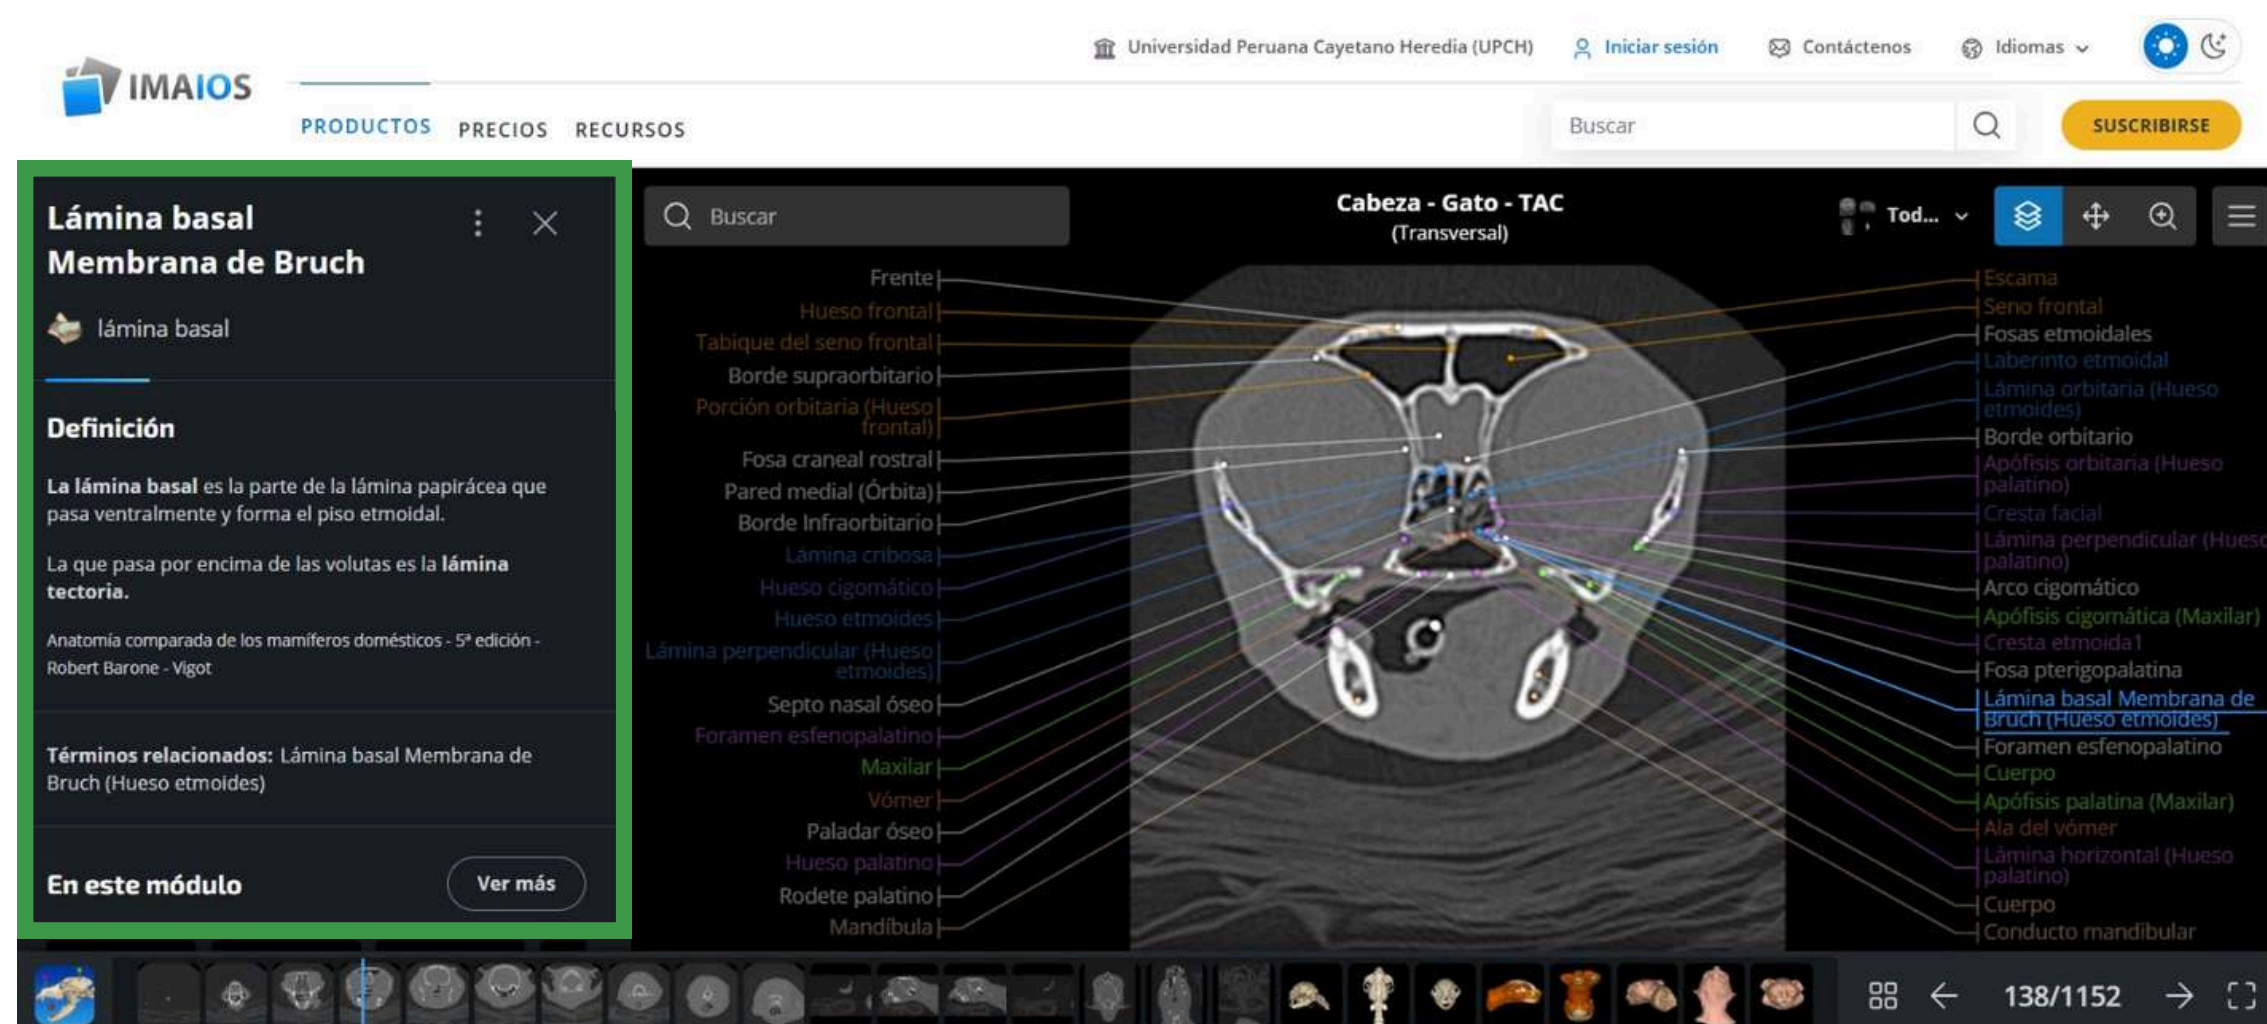 Universidad Peruana Cayetano Heredia (UPCH)
Iniciar sesión
Contáctenos
Idiomas
IMAIOS
PRODUCTOS
PRECIOS
RECURSOS
Buscar
SUSCRIBIRSE
Lámina basal
Membrana de Bruch
lámina basal
Definición
La lámina basal es la parte de la lámina papirácea que
pasa ventralmente y forma el piso etmoidal.
La que pasa por encima de las volutas es la lámina
tectoria.
Anatomía comparada de los mamíferos domésticos - 5ª edición -
Robert Barone - Vigot
Términos relacionados: Lámina basal Membrana de
Bruch (Hueso etmoides)
En este módulo
Ver más
Buscar
Cabeza - Gato - TAC
(Transversal)
Tod...
Frente
Hueso frontal
Tabique del seno frontal
Borde supraorbitario
Porción orbitaria (Hueso
frontal)
Fosa craneal rostral
Pared medial (Órbita)
Borde Infraorbitario
Lámina cribosa
Hueso cigomático
Hueso etmoides
Lámina perpendicular (Hueso
etmoides)
Septo nasal óseo
Foramen esfenopalatino
Maxilar
Vómer
Paladar óseo
Hueso palatino
Rodete palatino
Mandíbula
Escama
Seno frontal
Fosas etmoidales
Laberinto etmoidal
Lámina orbitaria (Hueso
etmoides)
Borde orbitario
Apófisis orbitaria (Hueso
palatino)
Cresta facial
Lámina perpendicular (Hueso
palatino)
Arco cigomático
Apófisis cigomática (Maxilar)
Cresta etmoida1
Fosa pterigopalatina
Lámina basal Membrana de
Bruch (Hueso etmoides)
Foramen esfenopalatino
Cuerpo
Apófisis palatina (Maxilar)
Ala del vómer
Lámina horizontal (Hueso
palatino)
Cuerpo
Conducto mandibular
138/1152